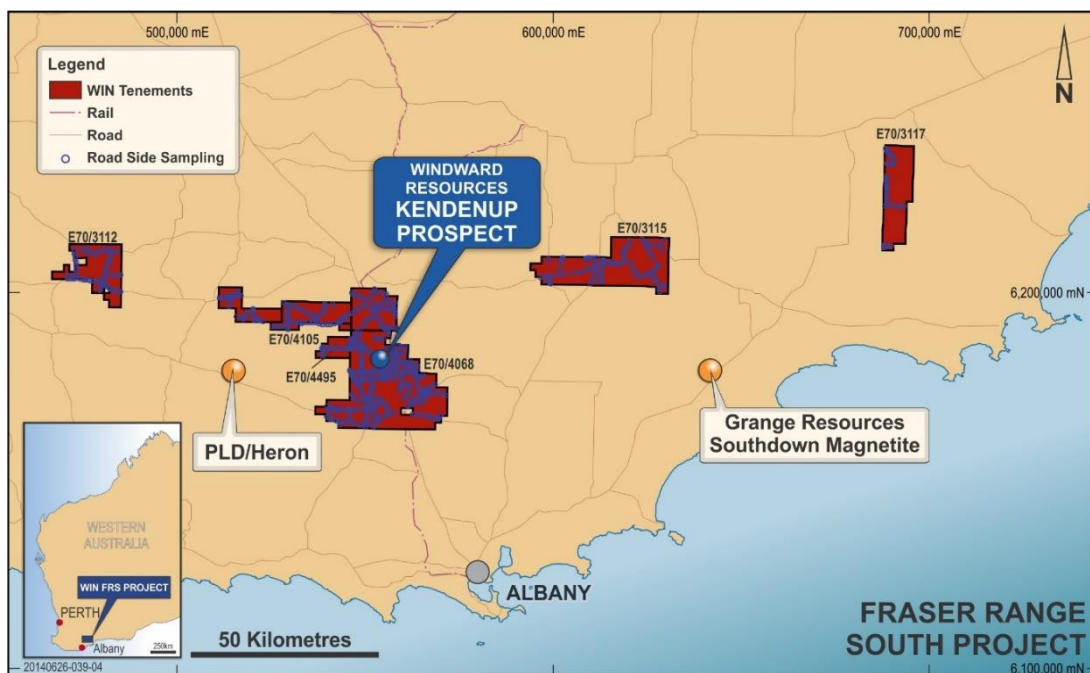 500,000 mE
600,000 mE
700,000 mE
Legend
WIN Tenements
Rail
Road
Road Side Sampling
N
E70/3117
WINDWARD
RESOURCES
KENDENUP
PROSPECT
E70/3112
E70/3115
6,200,000 mN
E70/4105
E70/4495
E70/4068
PLD/Heron
Grange Resources
Southdown Magnetite
WESTERN
AUSTRALIA
WIN FRS PROJECT
PERTH
Albany
250km
20140626-039-04
50 Kilometres
ALBANY
FRASER RANGE
SOUTH PROJECT
6,100,000 mN